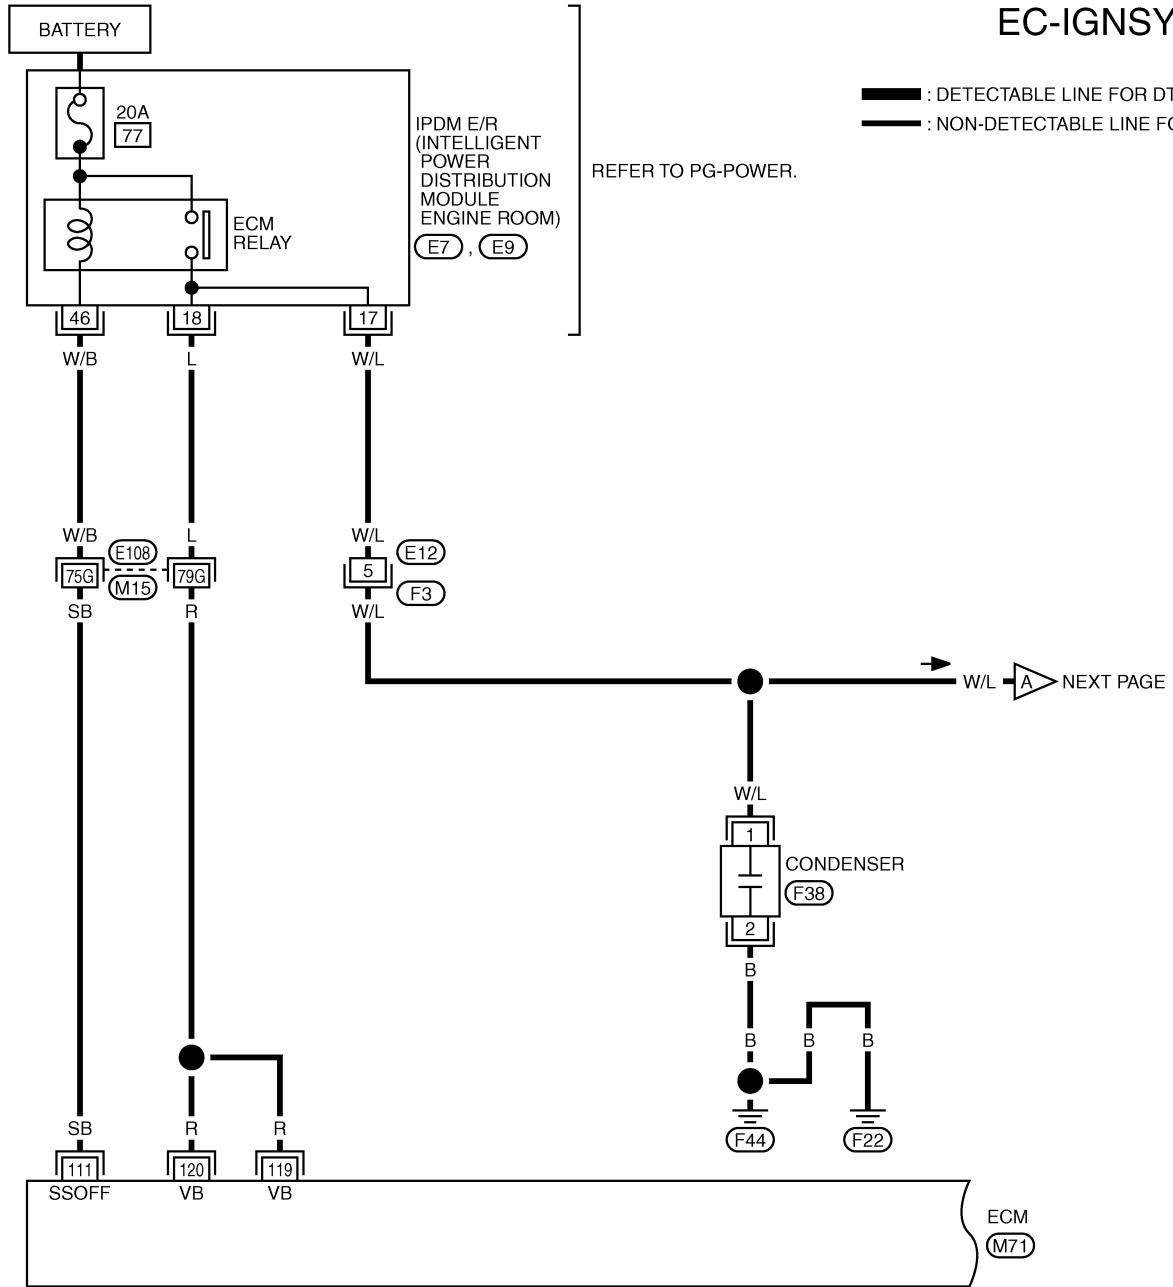 EC-IGNSY
BATTERY
: DETECTABLE LINE FOR DT
: NON-DETECTABLE LINE FO
20A
77
IPDM E/R
(INTELLIGENT
POWER
DISTRIBUTION
MODULE
ENGINE ROOM)
E7 , E9
REFER TO PG-POWER.
ECM
RELAY
46 18 17
W/B L W/L
W/B L W/L
E108 E12
75G 79G 5
M15 F3
SB R W/L
W/L A NEXT PAGE
W/L
1
CONDENSER
F38
2
B
B B B
SB R R
F44 F22
111 120 119
SSOFF VB VB
ECM
M71